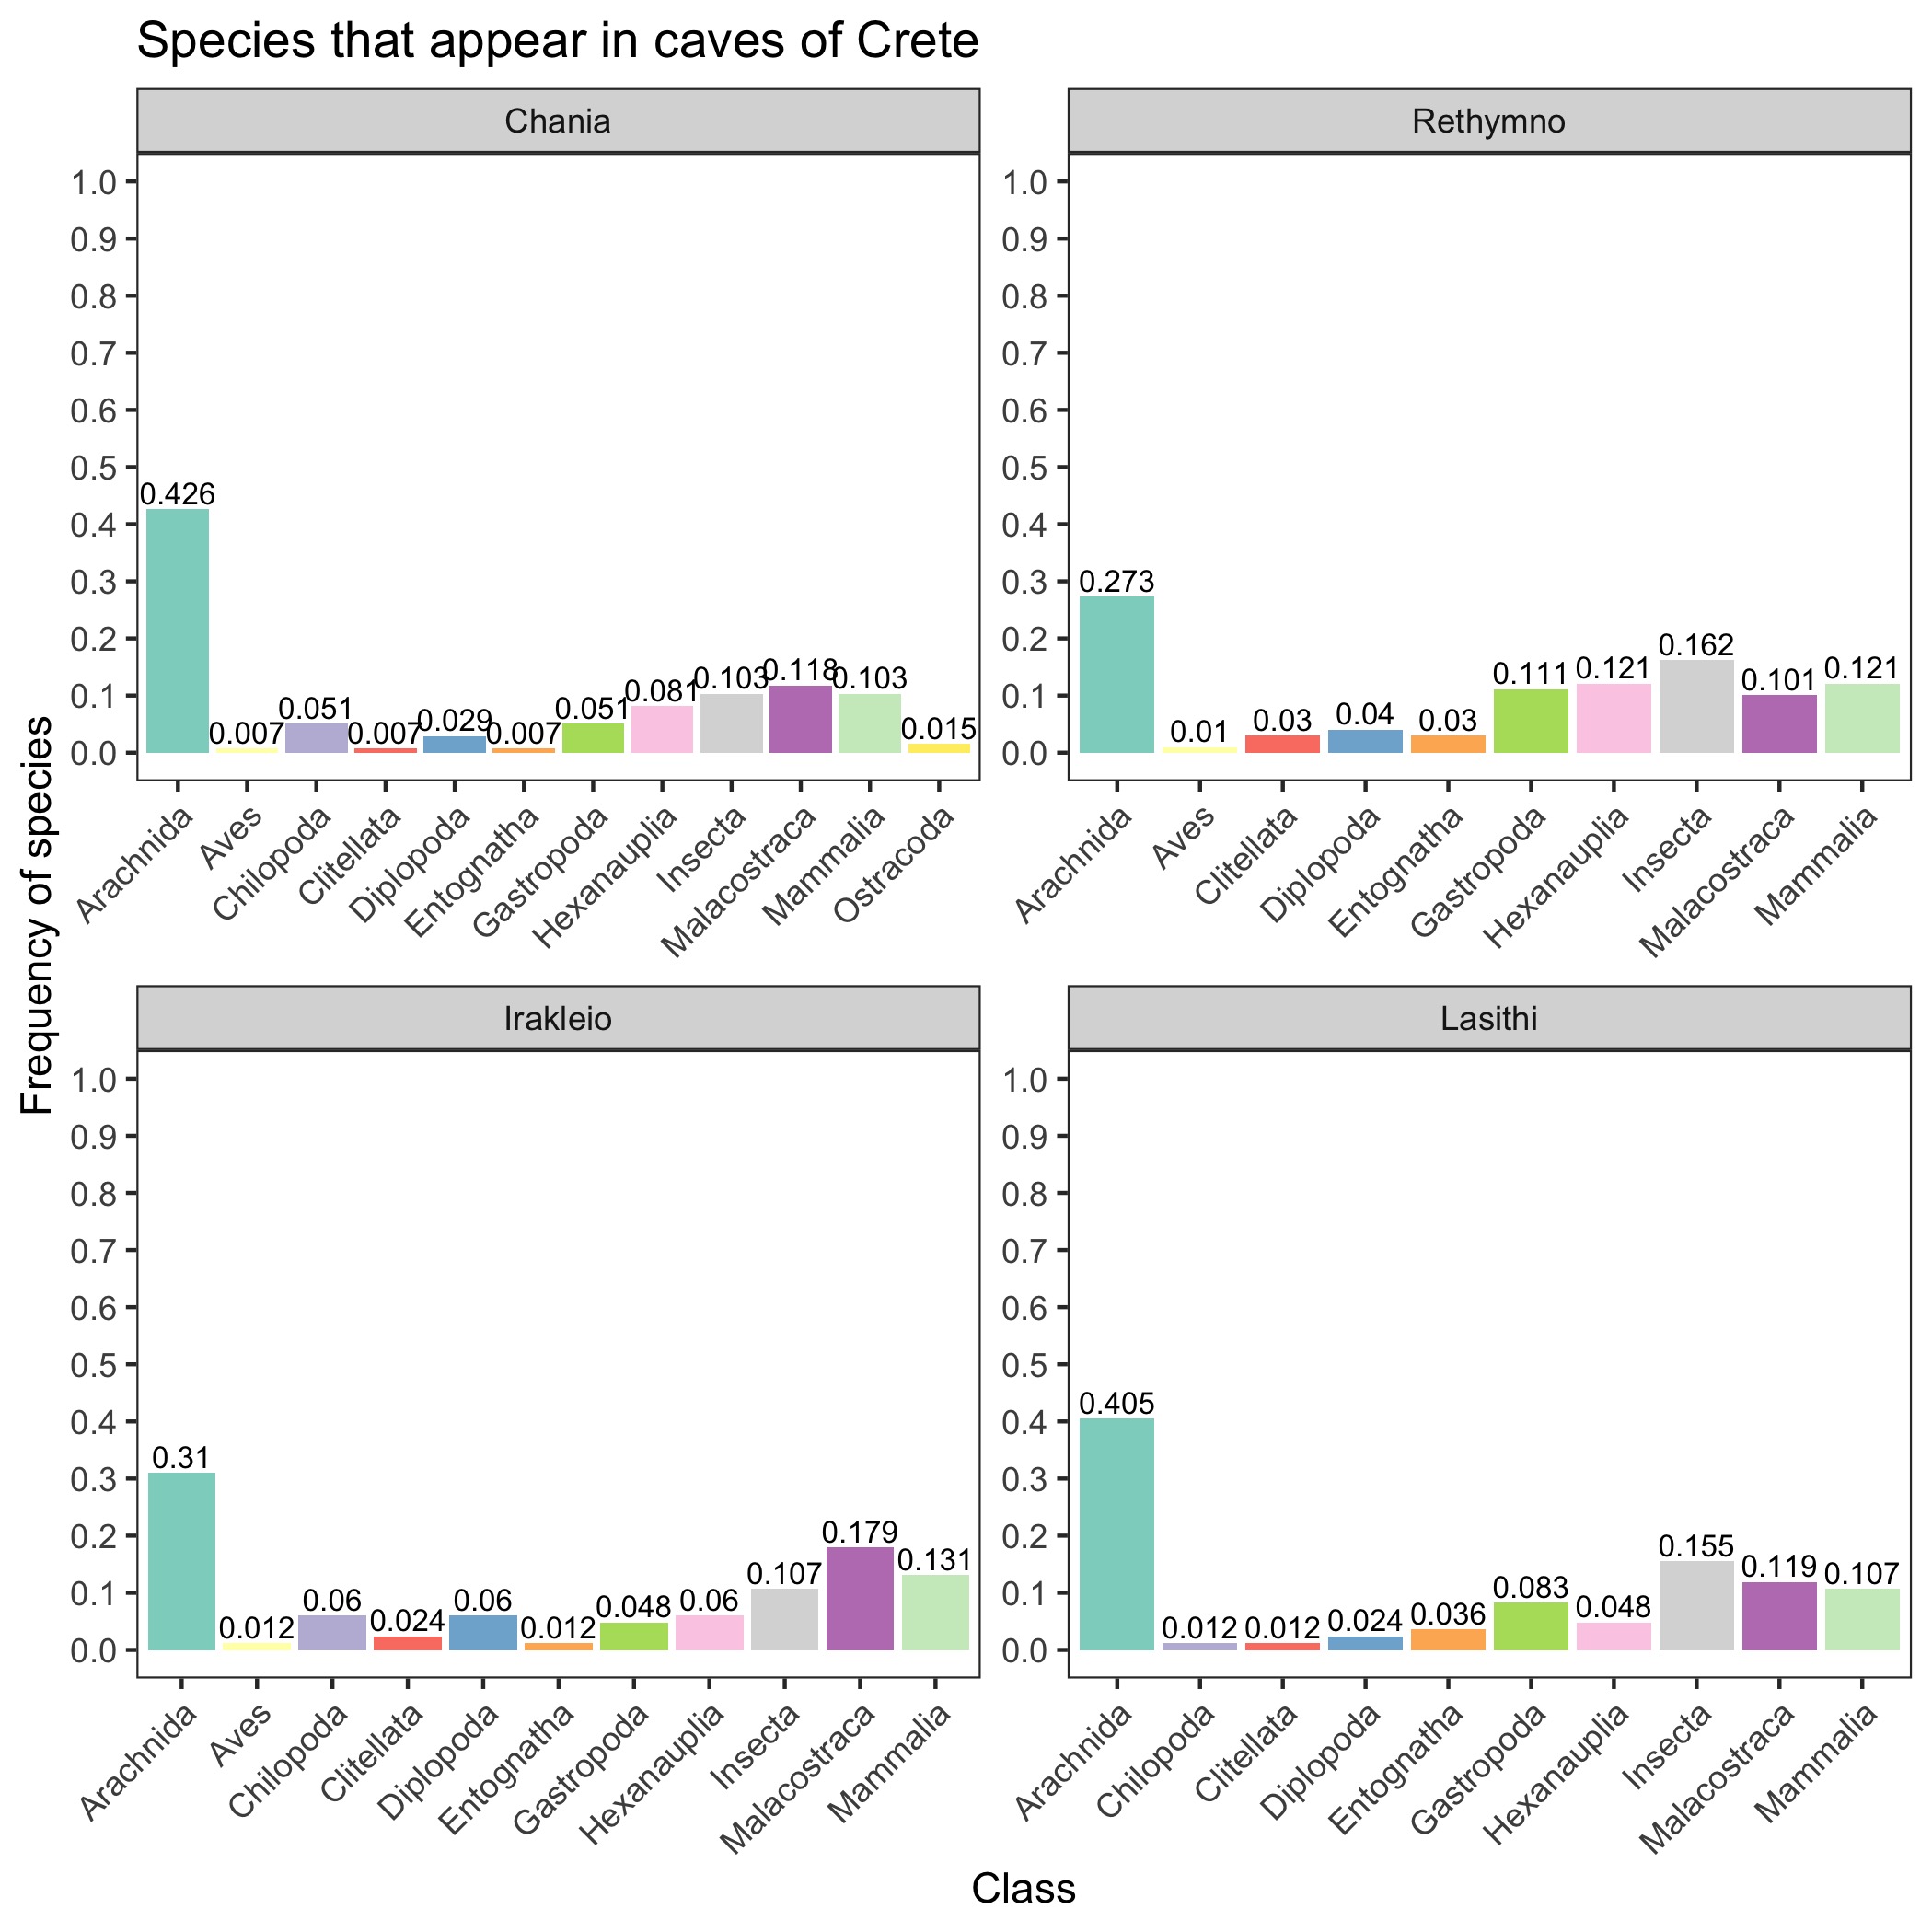 Species that appear in caves of Crete
Chania
1.0
0.9
0.8
0.7
0.6
0.5
0.4
0.3
0.2
0.1
0.0
0.426
0.007
0.051
0.007
0.029
0.007
0.051
0.081
0.103
0.118
0.103
0.015
Arachnida
Aves
Chilopoda
Clitellata
Diplopoda
Entognatha
Gastropoda
Hexanauplia
Insecta
Malacostraca
Mammalia
Ostracoda
Rethymno
1.0
0.9
0.8
0.7
0.6
0.5
0.4
0.3
0.2
0.1
0.0
0.273
0.01
0.03
0.04
0.03
0.111
0.121
0.162
0.101
0.121
Arachnida
Aves
Clitellata
Diplopoda
Entognatha
Gastropoda
Hexanauplia
Insecta
Malacostraca
Mammalia
Irakleio
1.0
0.9
0.8
0.7
0.6
0.5
0.4
0.3
0.2
0.1
0.0
0.31
0.012
0.06
0.024
0.06
0.012
0.048
0.06
0.107
0.179
0.131
Arachnida
Aves
Chilopoda
Clitellata
Diplopoda
Entognatha
Gastropoda
Hexanauplia
Insecta
Malacostraca
Mammalia
Lasithi
1.0
0.9
0.8
0.7
0.6
0.5
0.4
0.3
0.2
0.1
0.0
0.405
0.012
0.012
0.024
0.036
0.083
0.048
0.155
0.119
0.107
Arachnida
Chilopoda
Clitellata
Diplopoda
Entognatha
Gastropoda
Hexanauplia
Insecta
Malacostraca
Mammalia
Frequency of species
Class